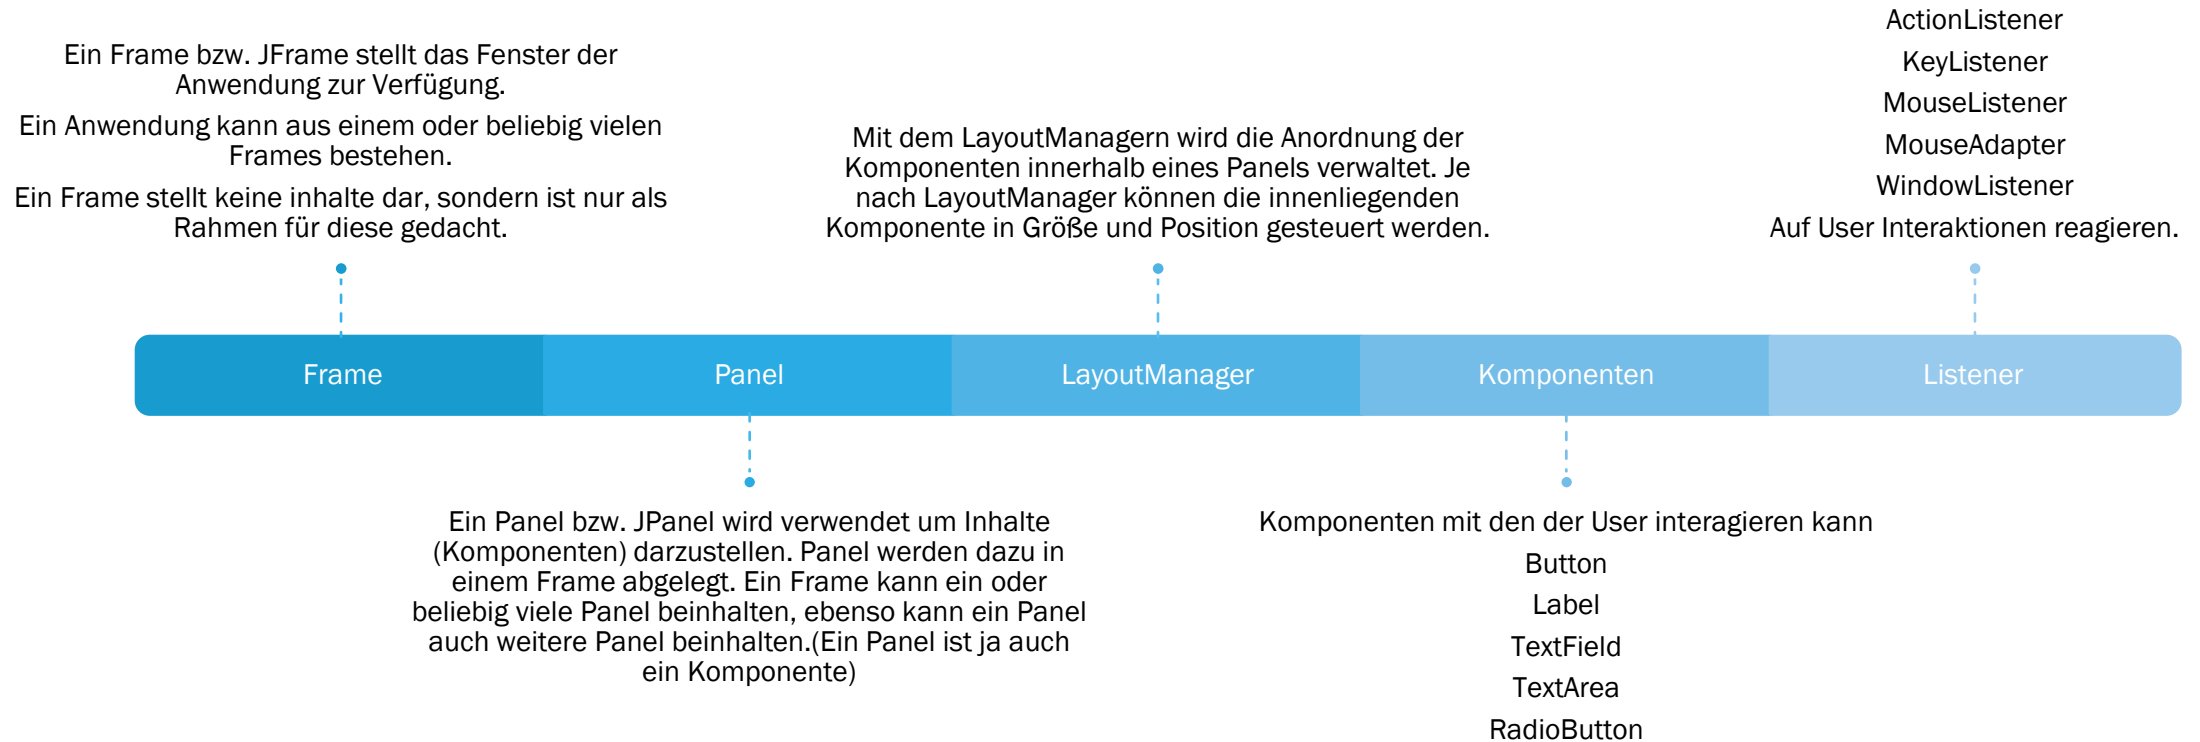 Ein Frame bzw. JFrame stellt das Fenster der
Anwendung zur Verfügung.
Ein Anwendung kann aus einem oder beliebig vielen
Frames bestehen.
Ein Frame stellt keine inhalte dar, sondern ist nur als
Rahmen für diese gedacht.
Mit dem LayoutManagern wird die Anordnung der
Komponenten innerhalb eines Panels verwaltet. Je
nach LayoutManager können die innenliegenden
Komponente in Größe und Position gesteuert werden.
ActionListener
KeyListener
MouseListener
MouseAdapter
WindowListener
Auf User Interaktionen reagieren.
Frame
Panel
LayoutManager
Komponenten
Listener
Ein Panel bzw. JPanel wird verwendet um Inhalte
(Komponenten) darzustellen. Panel werden dazu in
einem Frame abgelegt. Ein Frame kann ein oder
beliebig viele Panel beinhalten, ebenso kann ein Panel
auch weitere Panel beinhalten.(Ein Panel ist ja auch
ein Komponente)
Komponenten mit den der User interagieren kann
Button
Label
TextField
TextArea
RadioButton